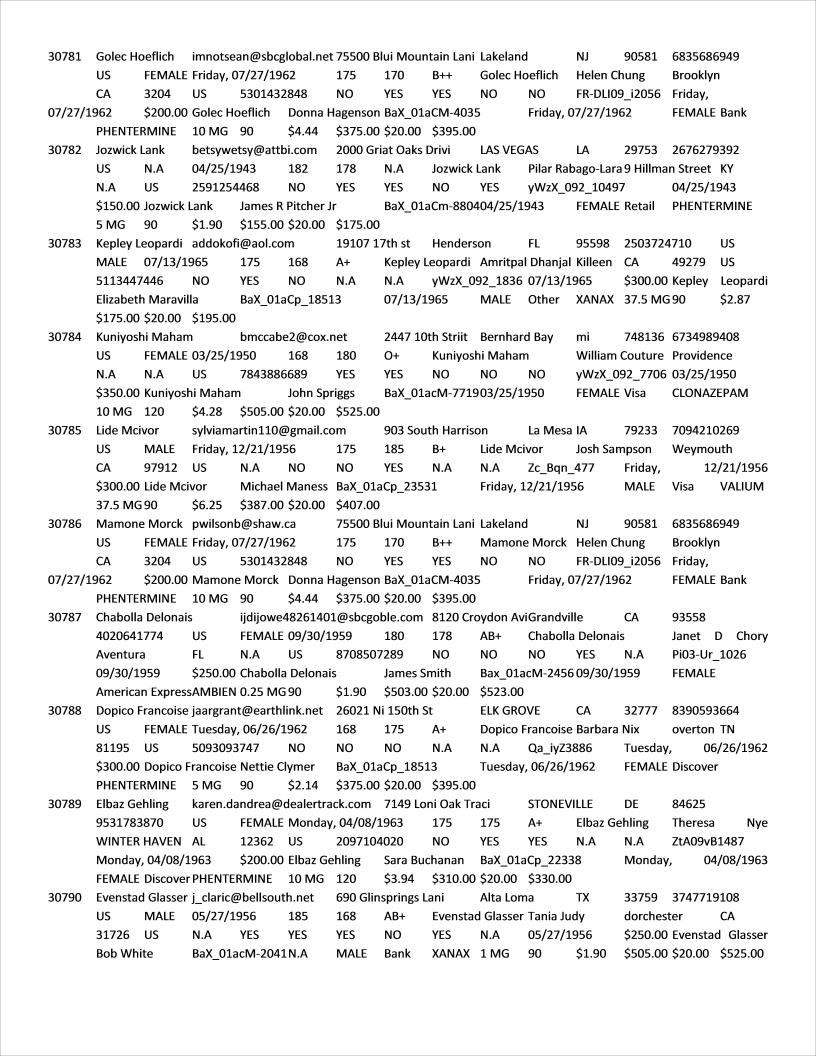 30781 Golec Hoeflich imnotsean@sbcglobal.net 75500 Blui Mountain Lani Lakeland NJ 90581 6835686949
US FEMALE Friday, 07/27/1962 175 170 B++ Golec Hoeflich Helen Chung Brooklyn
CA 3204 US 5301432848 NO YES YES NO NO FR-DLI09_i2056 Friday,
07/27/1962 $200.00 Golec Hoeflich Donna Hagenson BaX_01aCM-4035 Friday, 07/27/1962 FEMALE Bank
PHENTERMINE 10 MG 90 $4.44 $375.00 $20.00 $395.00
30782 Jozwick Lank betsywetsy@attbi.com 2000 Griat Oaks Drivi LAS VEGAS LA 29753 2676279392
US N.A 04/25/1943 182 178 N.A Jozwick Lank Pilar Rabago-Lara 9 Hillman Street KY
N.A US 2591254468 NO YES YES NO YES yWzX_092_10497 04/25/1943
$150.00 Jozwick Lank James R Pitcher Jr BaX_01aCm-8804 04/25/1943 FEMALE Retail PHENTERMINE
5 MG 90 $1.90 $155.00 $20.00 $175.00
30783 Kepley Leopardi addokofi@aol.com 19107 17th st Henderson FL 95598 2503724710 US
MALE 07/13/1965 175 168 A+ Kepley Leopardi Amritpal Dhanjal Killeen CA 49279 US
5113447446 NO YES NO N.A N.A yWzX_092_1836 07/13/1965 $300.00 Kepley Leopardi
Elizabeth Maravilla BaX_01aCp_18513 07/13/1965 MALE Other XANAX 37.5 MG 90 $2.87
$175.00 $20.00 $195.00
30784 Kuniyoshi Maham bmccabe2@cox.net 2447 10th Striit Bernhard Bay mi 748136 6734989408
US FEMALE 03/25/1950 168 180 O+ Kuniyoshi Maham William Couture Providence
N.A N.A US 7843886689 YES YES NO NO NO yWzX_092_7706 03/25/1950
$350.00 Kuniyoshi Maham John Spriggs BaX_01acM-7719 03/25/1950 FEMALE Visa CLONAZEPAM
10 MG 120 $4.28 $505.00 $20.00 $525.00
30785 Lide Mcivor sylviamartin110@gmail.com 903 South Harrison La Mesa IA 79233 7094210269
US MALE Friday, 12/21/1956 175 185 B+ Lide Mcivor Josh Sampson Weymouth
CA 97912 US N.A NO NO YES N.A N.A Zc_Bqn_477 Friday, 12/21/1956
$300.00 Lide Mcivor Michael Maness BaX_01aCp_23531 Friday, 12/21/1956 MALE Visa VALIUM
37.5 MG 90 $6.25 $387.00 $20.00 $407.00
30786 Mamone Morck pwilsonb@shaw.ca 75500 Blui Mountain Lani Lakeland NJ 90581 6835686949
US FEMALE Friday, 07/27/1962 175 170 B++ Mamone Morck Helen Chung Brooklyn
CA 3204 US 5301432848 NO YES YES NO NO FR-DLI09_i2056 Friday,
07/27/1962 $200.00 Mamone Morck Donna Hagenson BaX_01aCM-4035 Friday, 07/27/1962 FEMALE Bank
PHENTERMINE 10 MG 90 $4.44 $375.00 $20.00 $395.00
30787 Chabolla Delonais ijdijowe48261401@sbcgoble.com 8120 Croydon Avi Grandville CA 93558
4020641774 US FEMALE 09/30/1959 180 178 AB+ Chabolla Delonais Janet D Chory
Aventura FL N.A US 8708507289 NO NO NO YES N.A Pi03-Ur_1026
09/30/1959 $250.00 Chabolla Delonais James Smith Bax_01acM-2456 09/30/1959 FEMALE
American Express AMBIEN 0.25 MG 90 $1.90 $503.00 $20.00 $523.00
30788 Dopico Francoise jaargrant@earthlink.net 26021 Ni 150th St ELK GROVE CA 32777 8390593664
US FEMALE Tuesday, 06/26/1962 168 175 A+ Dopico Francoise Barbara Nix overton TN
81195 US 5093093747 NO NO NO N.A N.A Qa_iyZ3886 Tuesday, 06/26/1962
$300.00 Dopico Francoise Nettie Clymer BaX_01aCp_18513 Tuesday, 06/26/1962 FEMALE Discover
PHENTERMINE 5 MG 90 $2.14 $375.00 $20.00 $395.00
30789 Elbaz Gehling karen.dandrea@dealertrack.com 7149 Loni Oak Traci STONEVILLE DE 84625
9531783870 US FEMALE Monday, 04/08/1963 175 175 A+ Elbaz Gehling Theresa Nye
WINTER HAVEN AL 12362 US 2097104020 NO YES YES N.A N.A ZtA09vB1487
Monday, 04/08/1963 $200.00 Elbaz Gehling Sara Buchanan BaX_01aCp_22338 Monday, 04/08/1963
FEMALE Discover PHENTERMINE 10 MG 120 $3.94 $310.00 $20.00 $330.00
30790 Evenstad Glasser j_claric@bellsouth.net 690 Glinsprings Lani Alta Loma TX 33759 3747719108
US MALE 05/27/1956 185 168 AB+ Evenstad Glasser Tania Judy dorchester CA
31726 US N.A YES YES YES NO YES N.A 05/27/1956 $250.00 Evenstad Glasser
Bob White BaX_01acM-2041 N.A MALE Bank XANAX 1 MG 90 $1.90 $505.00 $20.00 $525.00